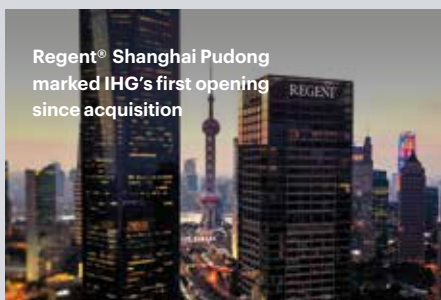 Regent® Shanghai Pudong
marked IHG's first opening
since acquisition
REGENT